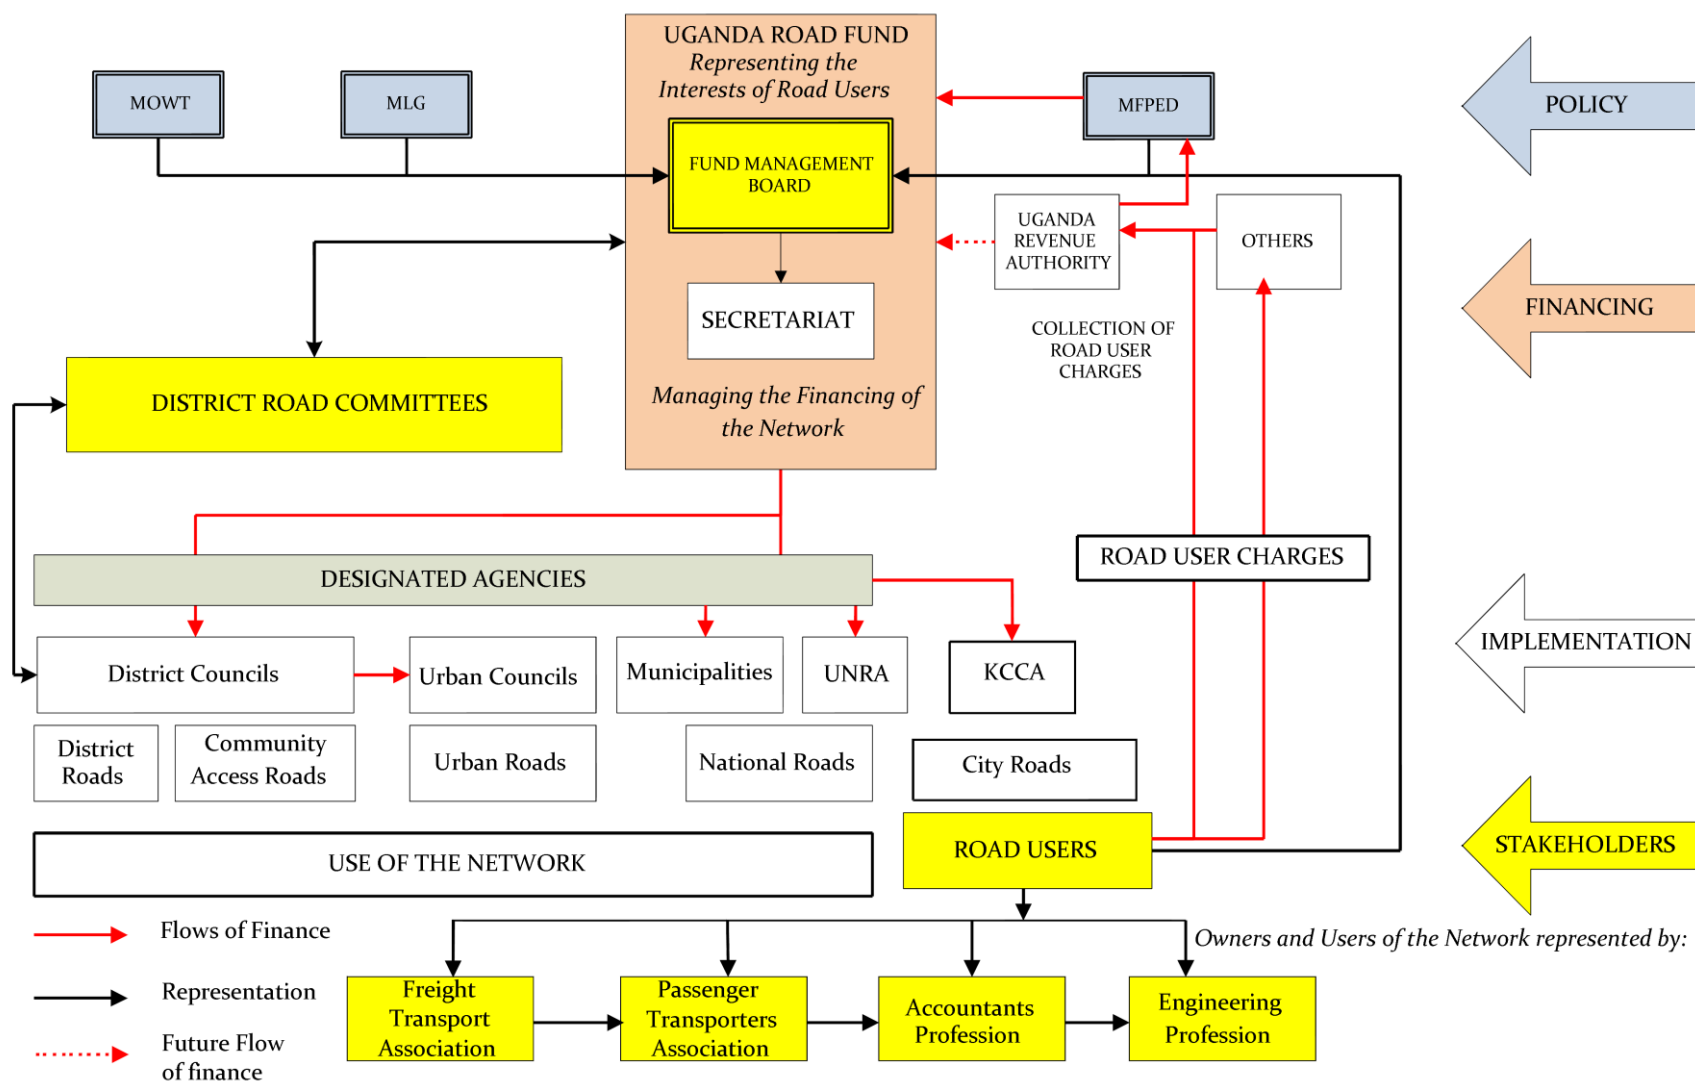 UGANDA ROAD FUND
Representing the
Interests of Road Users
MOWT
MLG
MFPED
POLICY
FUND MANAGEMENT
BOARD
UGANDA
REVENUE
AUTHORITY
OTHERS
SECRETARIAT
FINANCING
COLLECTION OF
ROAD USER
CHARGES
DISTRICT ROAD COMMITTEES
Managing the Financing of
the Network
ROAD USER CHARGES
DESIGNATED AGENCIES
IMPLEMENTATION
District Councils
Urban Councils
Municipalities
UNRA
KCCA
District
Roads
Community
Access Roads
Urban Roads
National Roads
City Roads
USE OF THE NETWORK
ROAD USERS
STAKEHOLDERS
Flows of Finance
Owners and Users of the Network represented by:
Representation
Future Flow
of finance
Freight
Transport
Association
Passenger
Transporters
Association
Accountants
Profession
Engineering
Profession